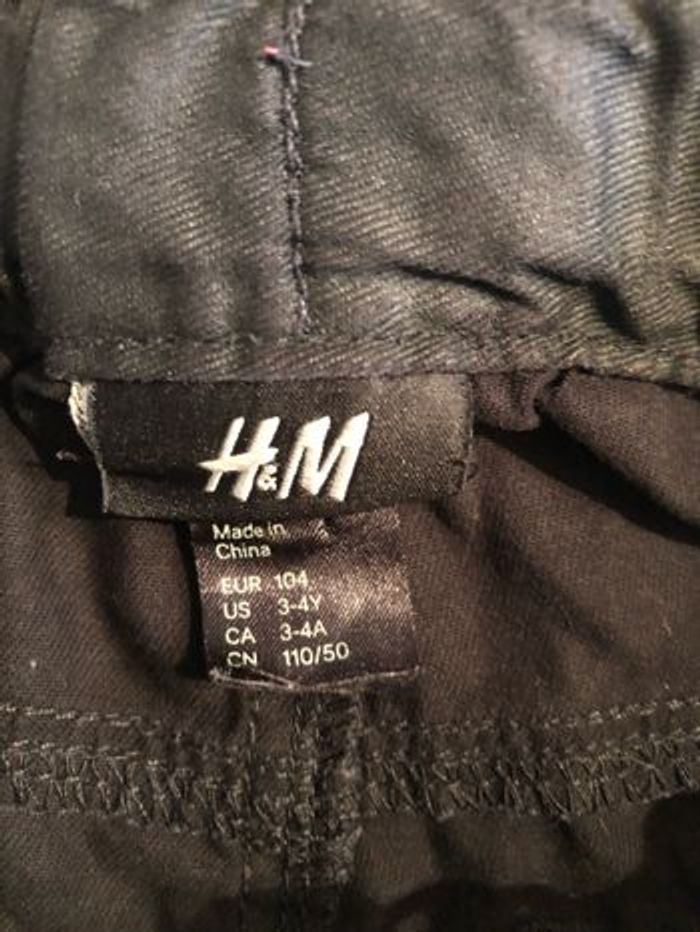 H&M
Made in
China
EUR 104
US 3-4Y
CA 3-4A
CN 110/50